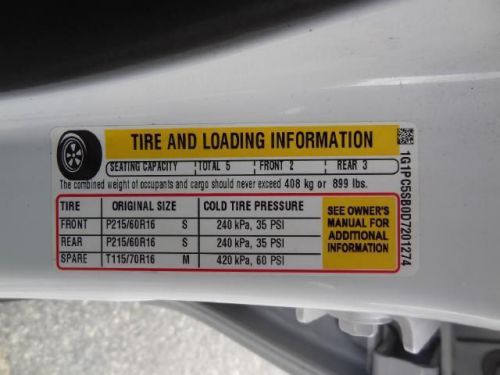 TIRE AND LOADING INFORMATION
SEATING CAPACITY TOTAL 5 FRONT 2 REAR 3
The combined weight of occupants and cargo should never exceed 408 kg or 899 lbs.
TIRE ORIGINAL SIZE COLD TIRE PRESSURE
FRONT P215/60R16 S 240 kPa, 35 PSI
REAR P215/60R16 S 240 kPa, 35 PSI
SPARE T115/70R16 M 420 kPa, 60 PSI
SEE OWNER'S
MANUAL FOR
ADDITIONAL
INFORMATION
1G1PC5SB0D7201274